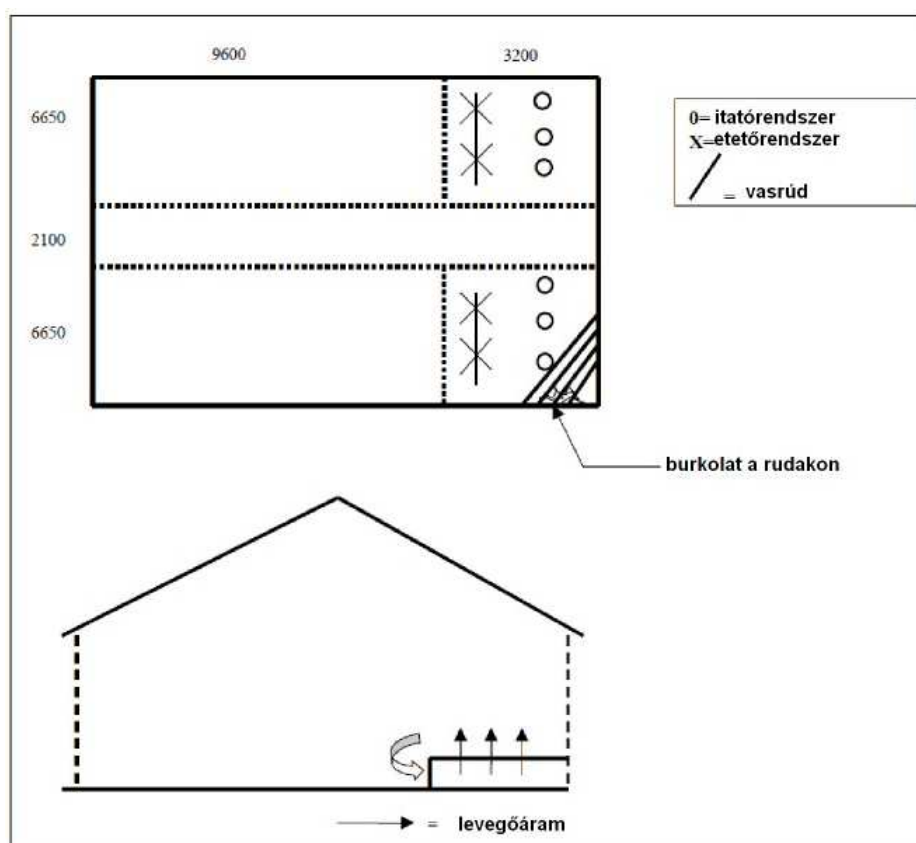 9600
3200
6650
2100
6650
0= itatórendszer
X=etetőrendszer
= vasrúd
burkolat a rudakon
= levegőáram